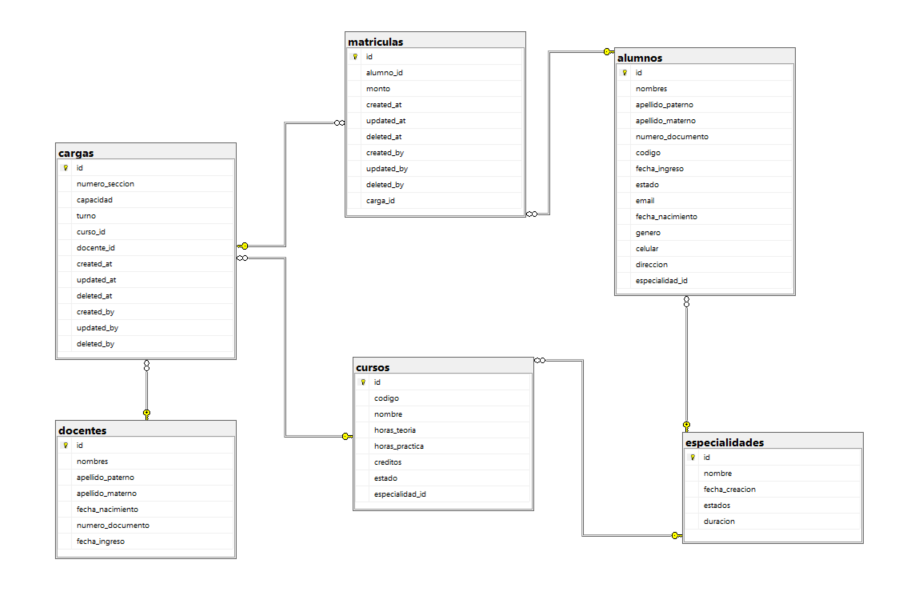 matriculas
id
alumno_id
monto
created_at
updated_at
deleted_at
created_by
updated_by
deleted_by
carga_id
alumnos
id
nombres
apellido_paterno
apellido_materno
numero_documento
codigo
fecha_ingreso
estado
email
fecha_nacimiento
genero
celular
direccion
especialidad_id
cargas
id
numero_seccion
capacidad
turno
curso_id
docente_id
created_at
updated_at
deleted_at
created_by
updated_by
deleted_by
cursos
id
codigo
nombre
horas_teoria
horas_practica
creditos
estado
especialidad_id
docentes
id
nombres
apellido_paterno
apellido_materno
fecha_nacimiento
numero_documento
fecha_ingreso
especialidades
id
nombre
fecha_creacion
estados
duracion